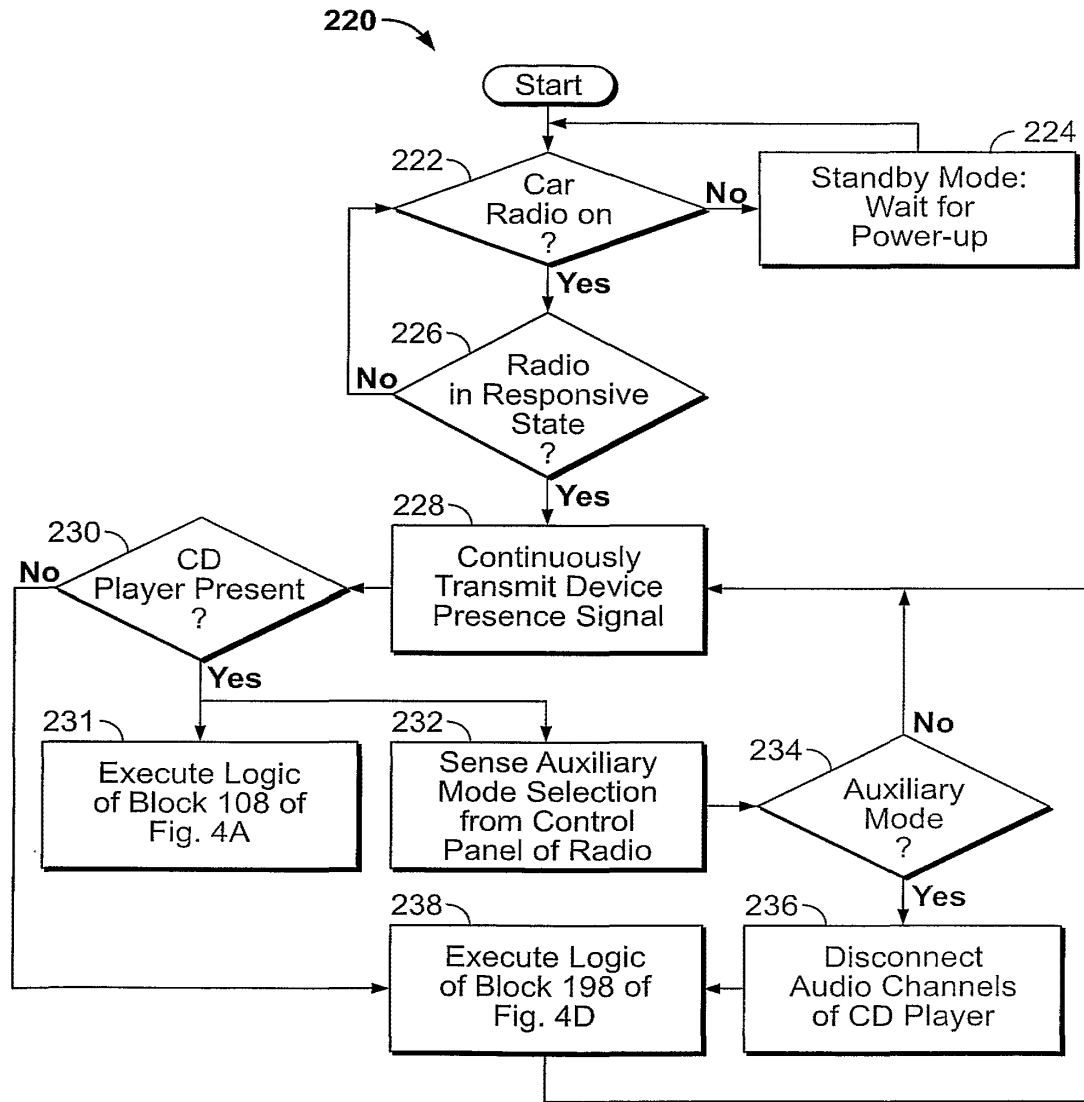 220
Start
222
Car
Radio on
?
No
Yes
224
Standby Mode:
Wait for
Power-up
226
Radio
in Responsive
State
?
No
Yes
228
Continuously
Transmit Device
Presence Signal
230
CD
Player Present
?
No
Yes
231
Execute Logic
of Block 108 of
Fig. 4A
232
Sense Auxiliary
Mode Selection
from Control
Panel of Radio
234
Auxiliary
Mode
?
No
Yes
236
Disconnect
Audio Channels
of CD Player
238
Execute Logic
of Block 198 of
Fig. 4D